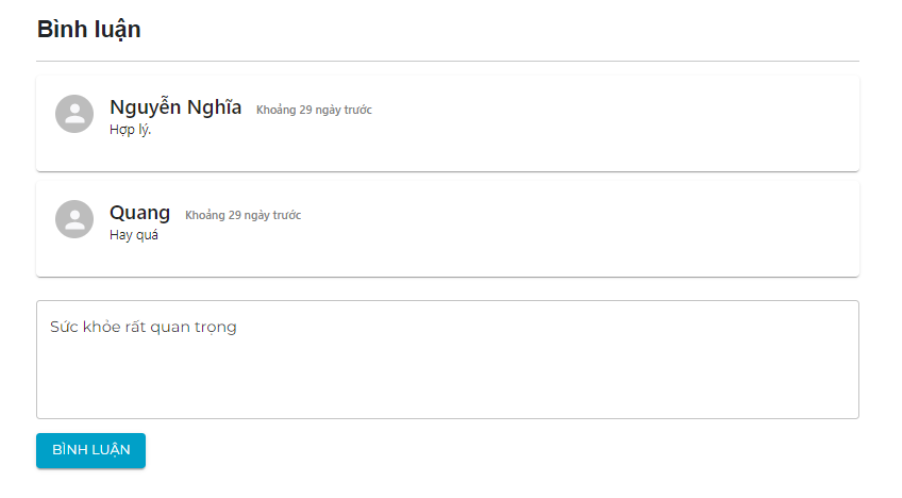 Bình luận
Nguyễn Nghĩa Khoảng 29 ngày trước
Hợp lý.
Quang Khoảng 29 ngày trước
Hay quá
Sức khỏe rất quan trọng
BÌNH LUẬN